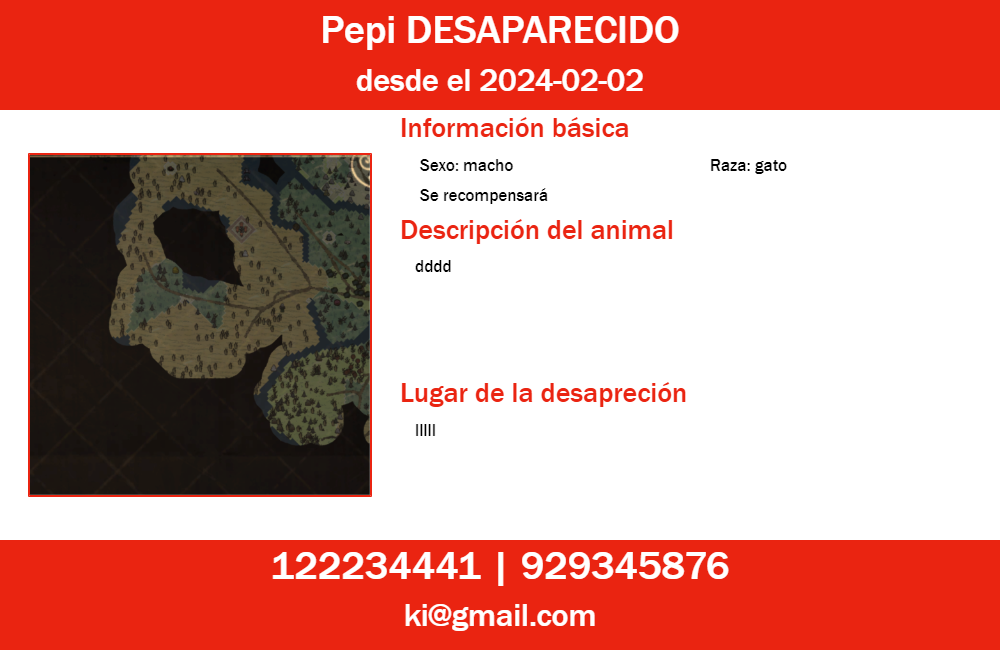 Pepi DESAPARECIDO
desde el 2024-02-02
Información básica
Sexo: macho
Raza: gato
Se recompensará
Descripción del animal
dddd
Lugar de la desapreción
lllll
122234441 | 929345876
ki@gmail.com